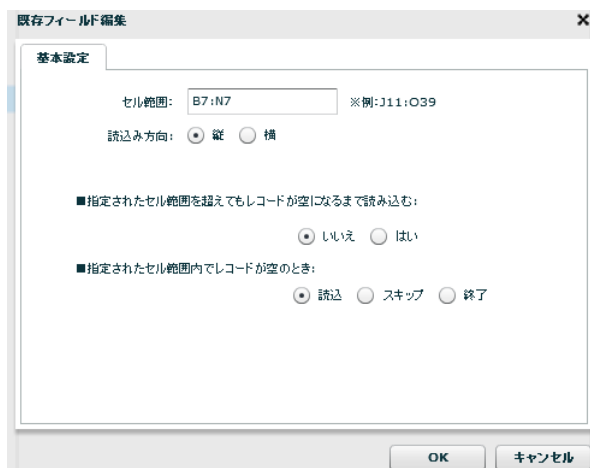 既存フィールド編集
基本設定
セル範囲: B7:N7 ※例:J11:O39
読込み方向: 縦 横
■指定されたセル範囲を超えてもレコードが空になるまで読み込む:
いいえ はい
■指定されたセル範囲内でレコードが空のとき:
読込 スキップ 終了
OK キャンセル